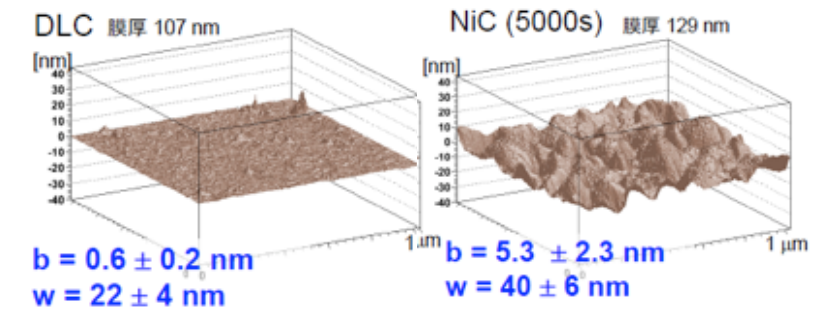 DLC 膜厚 107 nm
[nm]
40
30
20
10
0
-10
-20
-30
-40
1 µm
b = 0.6 ± 0.2 nm
w = 22 ± 4 nm
NiC (5000s) 膜厚 129 nm
[nm]
40
30
20
10
0
-10
-20
-30
-40
1 µm
b = 5.3 ± 2.3 nm
w = 40 ± 6 nm